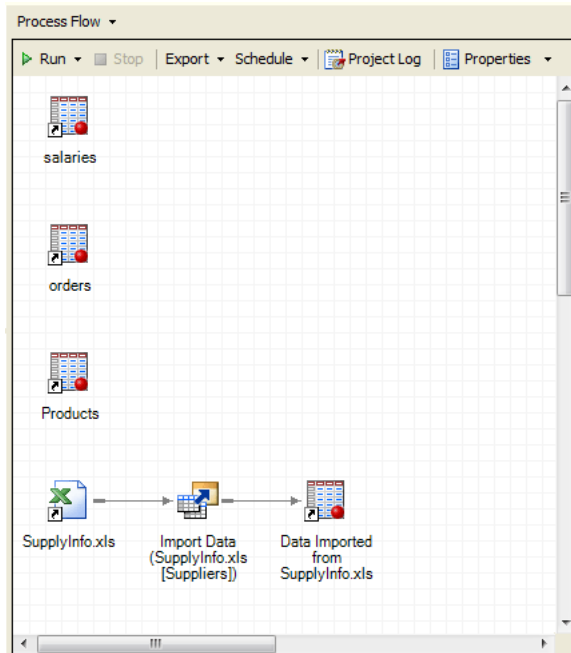 Process Flow
Run Stop Export Schedule Project Log Properties
salaries
orders
Products
SupplyInfo.xls
Import Data
(SupplyInfo.xls
[Suppliers])
Data Imported
from
SupplyInfo.xls